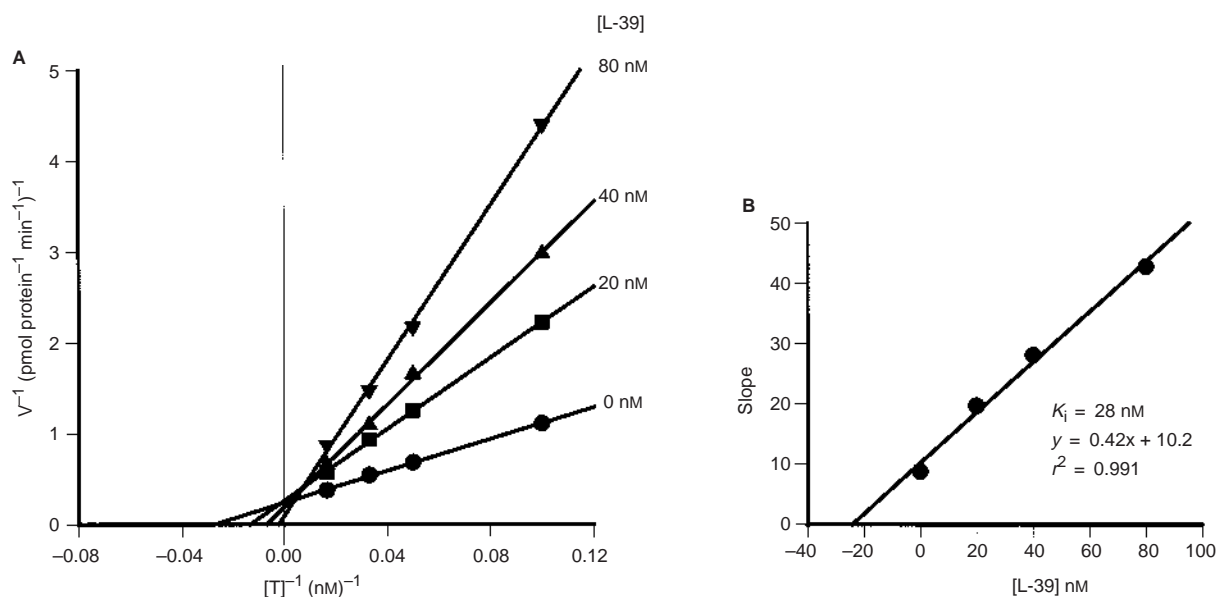 [L-39]
A
80 nM
5
4
40 nM
3
20 nM
2
V⁻¹ (pmol protein⁻¹ min⁻¹)⁻¹
0 nM
1
0
–0.08 –0.04 0.00 0.04 0.08 0.12
[T]⁻¹ (nM)⁻¹
B
50
40
30
Slope
20
Ki = 28 nM
y = 0.42x + 10.2
10
r² = 0.991
0
–40 –20 0 20 40 60 80 100
[L-39] nM